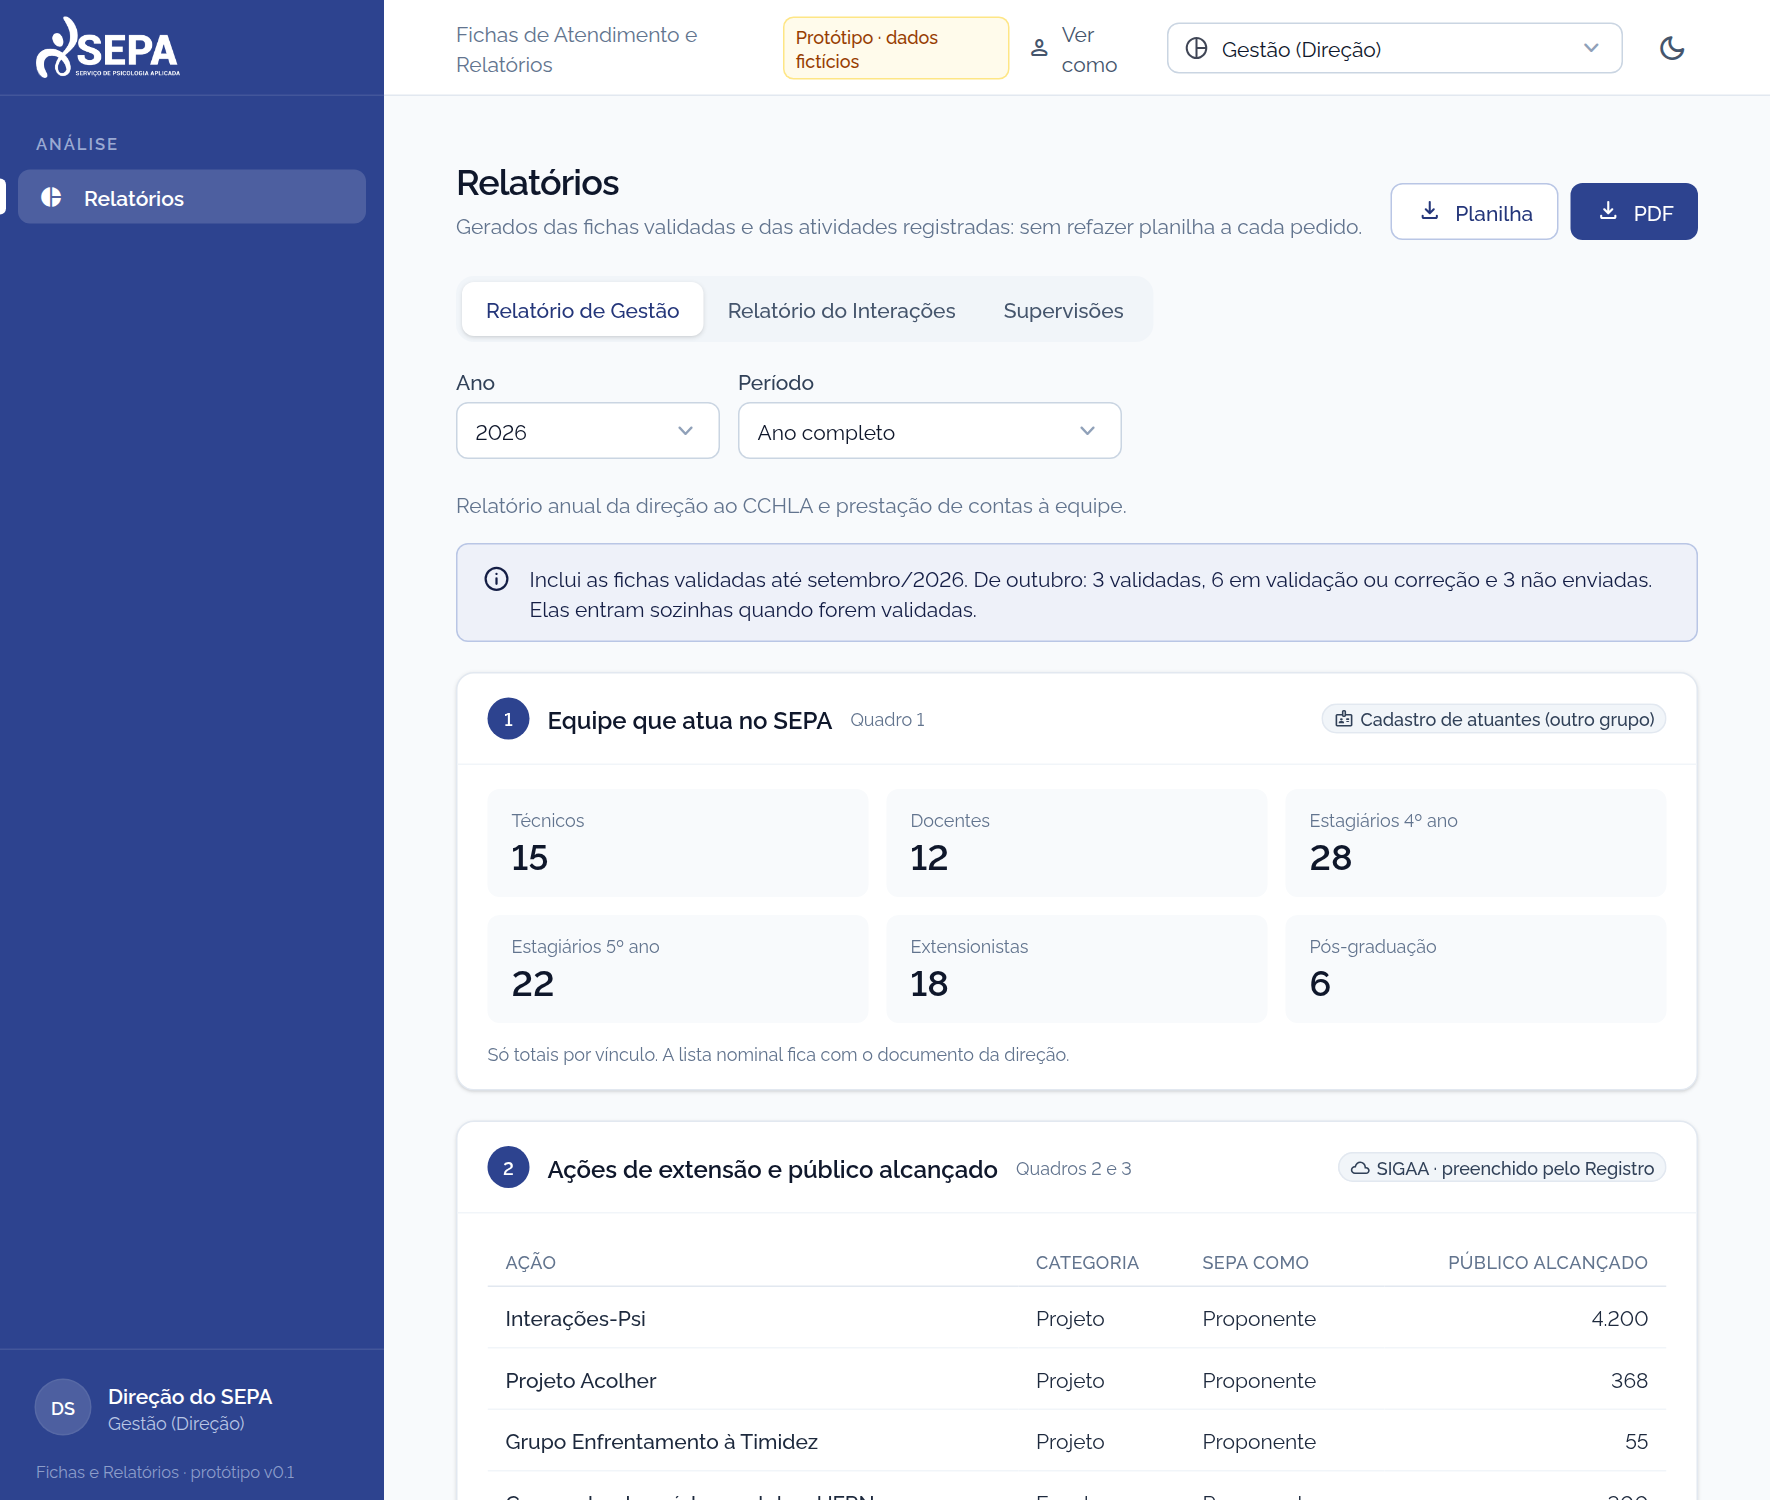 SEPA
SERVIÇO DE PSICOLOGIA APLICADA
ANÁLISE
Relatórios
Direção do SEPA
DS
Gestão (Direção)
Fichas e Relatórios · protótipo v0.1
Fichas de Atendimento e
Relatórios
Protótipo · dados
fictícios
Ver
como
Gestão (Direção)
Relatórios
Gerados das fichas validadas e das atividades registradas: sem refazer planilha a cada pedido.
Planilha
PDF
Relatório de Gestão
Relatório do Interações
Supervisões
Ano
Período
2026
Ano completo
Relatório anual da direção ao CCHLA e prestação de contas à equipe.
Inclui as fichas validadas até setembro/2026. De outubro: 3 validadas, 6 em validação ou correção e 3 não enviadas.
Elas entram sozinhas quando forem validadas.
1 Equipe que atua no SEPA Quadro 1
Cadastro de atuantes (outro grupo)
Técnicos
15
Docentes
12
Estagiários 4º ano
28
Estagiários 5º ano
22
Extensionistas
18
Pós-graduação
6
Só totais por vínculo. A lista nominal fica com o documento da direção.
2 Ações de extensão e público alcançado Quadros 2 e 3
SIGAA · preenchido pelo Registro
AÇÃO CATEGORIA SEPA COMO PÚBLICO ALCANÇADO
Interações-Psi Projeto Proponente 4.200
Projeto Acolher Projeto Proponente 368
Grupo Enfrentamento à Timidez Projeto Proponente 55